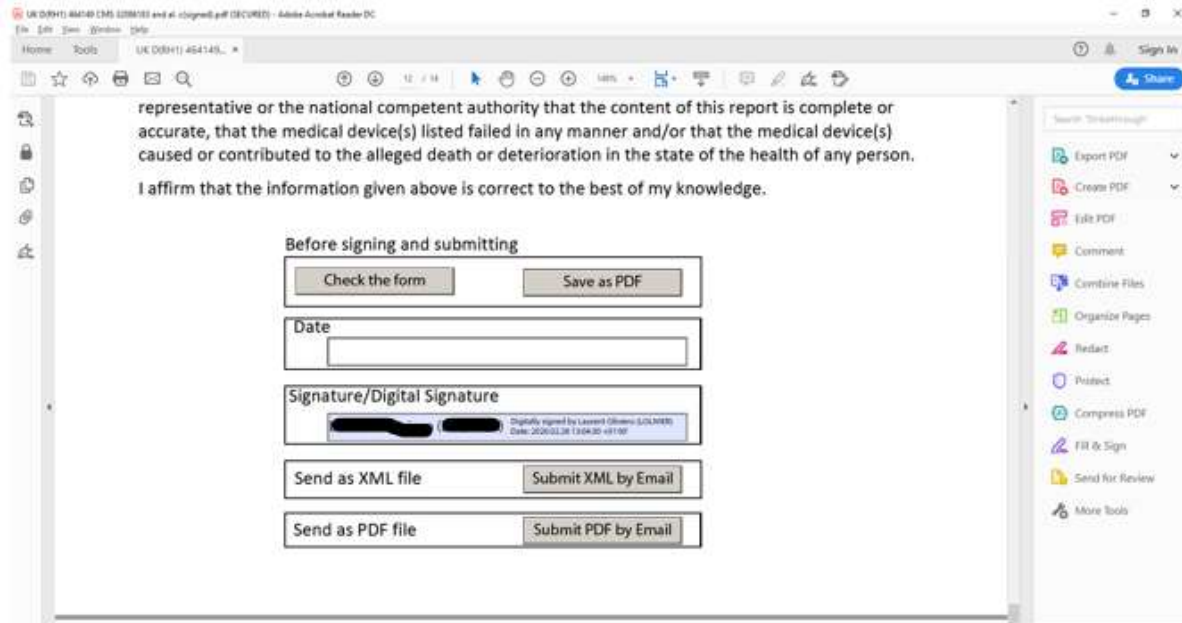 Home Tools Sign In
Share
representative or the national competent authority that the content of this report is complete or
accurate, that the medical device(s) listed failed in any manner and/or that the medical device(s)
caused or contributed to the alleged death or deterioration in the state of the health of any person.
I affirm that the information given above is correct to the best of my knowledge.
Before signing and submitting
Check the form Save as PDF
Date
Signature/Digital Signature
Digitally signed by Laurent
Date:
Send as XML file Submit XML by Email
Send as PDF file Submit PDF by Email
Export PDF
Create PDF
Edit PDF
Comment
Combine Files
Organize Pages
Redact
Protect
Compress PDF
Fill & Sign
Send for Review
More Tools